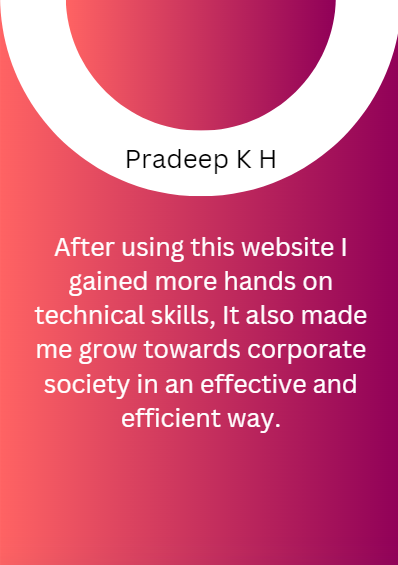 Pradeep K H
After using this website I
gained more hands on
technical skills, It also made
me grow towards corporate
society in an effective and
efficient way.